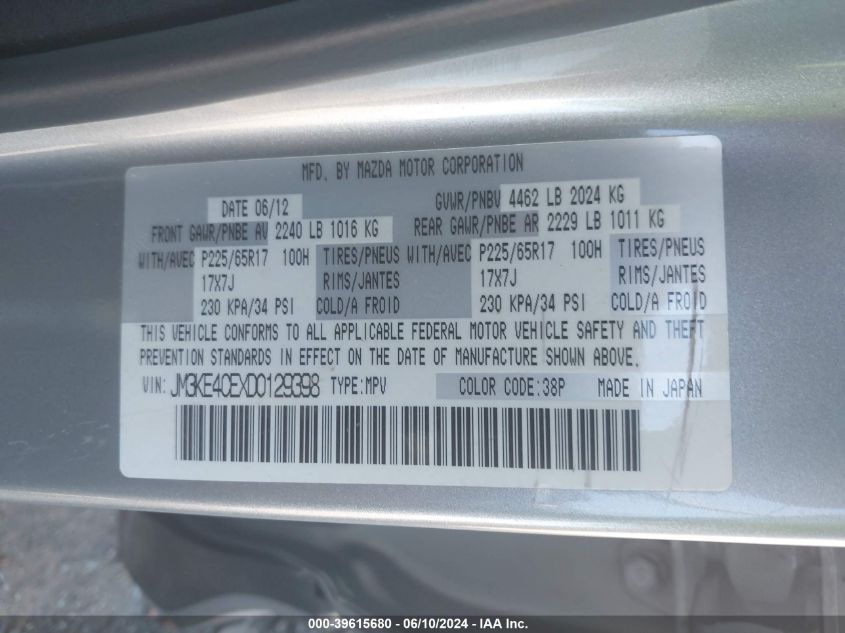 MFD. BY MAZDA MOTOR CORPORATION
DATE 06/12 GVWR/PNBV 4462 LB 2024 KG
FRONT GAWR/PNBE AV 2240 LB 1016 KG REAR GAWR/PNBE AR 2229 LB 1011 KG
WITH/AVEC P225/65R17 100H TIRES/PNEUS WITH/AVEC P225/65R17 100H TIRES/PNEUS
17X7J RIMS/JANTES 17X7J RIMS/JANTES
230 KPA/34 PSI COLD/A FROID 230 KPA/34 PSI COLD/A FROID
THIS VEHICLE CONFORMS TO ALL APPLICABLE FEDERAL MOTOR VEHICLE SAFETY AND THEFT
PREVENTION STANDARDS IN EFFECT ON THE DATE OF MANUFACTURE SHOWN ABOVE.
VIN: JM3KE4CEXD0129398 TYPE:MPV COLOR CODE:38P MADE IN JAPAN
000-39615680 - 06/10/2024 - IAA Inc.